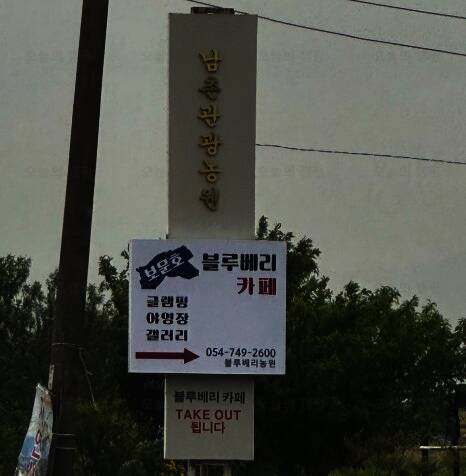 남촌관광농원
보문호
블루베리
카페
글램핑
야영장
갤러리
054-749-2600
블루베리농원
블루베리 카페
TAKE OUT
됩니다